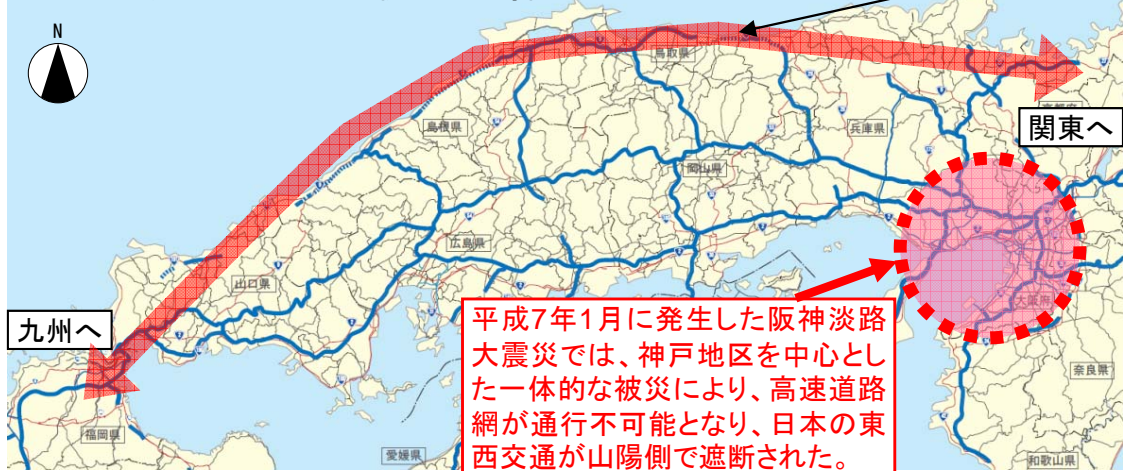 N
鳥取県
京都府
関東へ
島根県
兵庫県
岡山県
広島県
山口県
大阪府
九州へ
平成7年1月に発生した阪神淡路
大震災では、神戸地区を中心とし
た一体的な被災により、高速道路
網が通行不可能となり、日本の東
西交通が山陽側で遮断された。
奈良県
福岡県
愛媛県
和歌山県